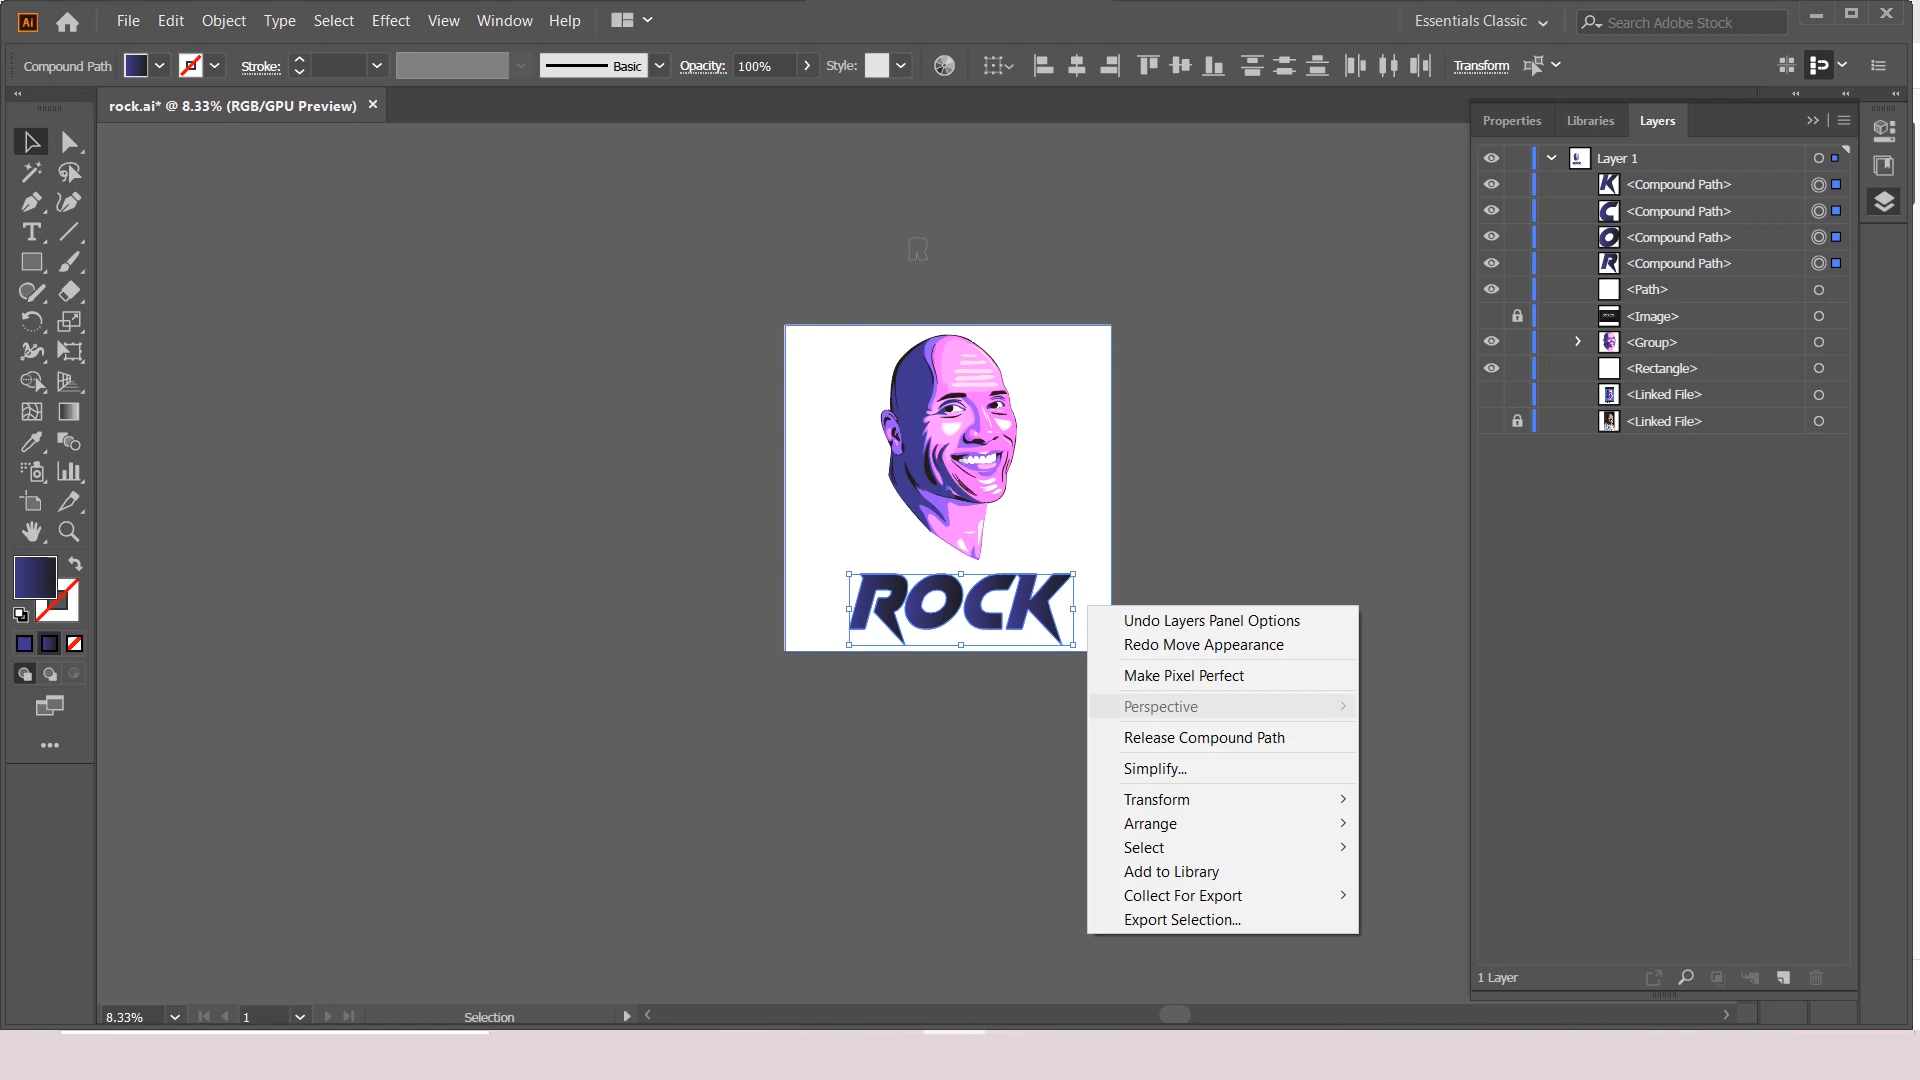 Ai File Edit Object Type Select Effect View Window Help Essentials Classic Search Adobe Stock
Compound Path Stroke: Basic Opacity: 100% Style: Transform
rock.ai* @ 8.33% (RGB/GPU Preview) ×
Properties Libraries Layers
Layer 1
<Compound Path>
<Compound Path>
<Compound Path>
<Compound Path>
<Path>
<Image>
<Group>
<Rectangle>
<Linked File>
<Linked File>
R
ROCK
Undo Layers Panel Options
Redo Move Appearance
Make Pixel Perfect
Perspective
Release Compound Path
Simplify...
Transform
Arrange
Select
Add to Library
Collect For Export
Export Selection...
1 Layer
8.33% 1 Selection